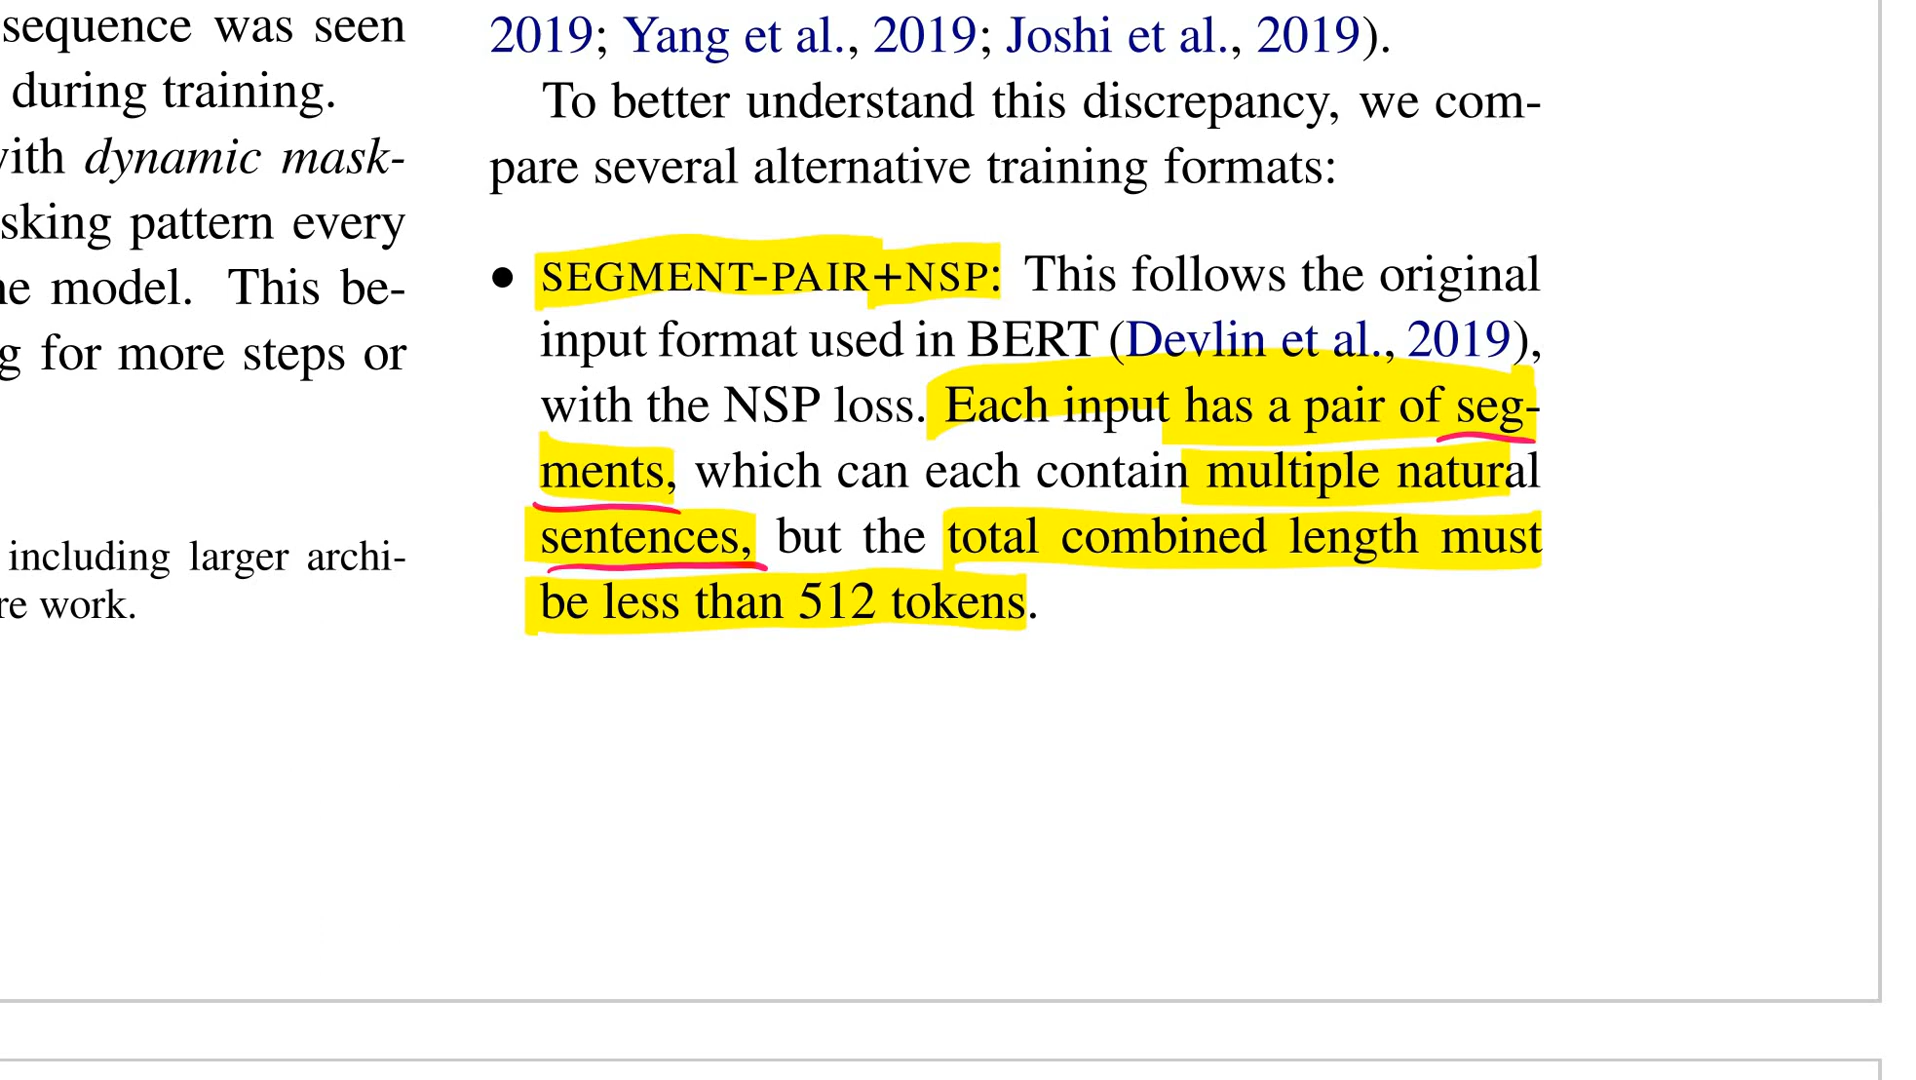 sequence was seen
during training.
with dynamic mask-
sking pattern every
he model. This be-
g for more steps or
including larger archi-
re work.
2019; Yang et al., 2019; Joshi et al., 2019).
To better understand this discrepancy, we com-
pare several alternative training formats:
• SEGMENT-PAIR+NSP: This follows the original
input format used in BERT (Devlin et al., 2019),
with the NSP loss. Each input has a pair of seg-
ments, which can each contain multiple natural
sentences, but the total combined length must
be less than 512 tokens.